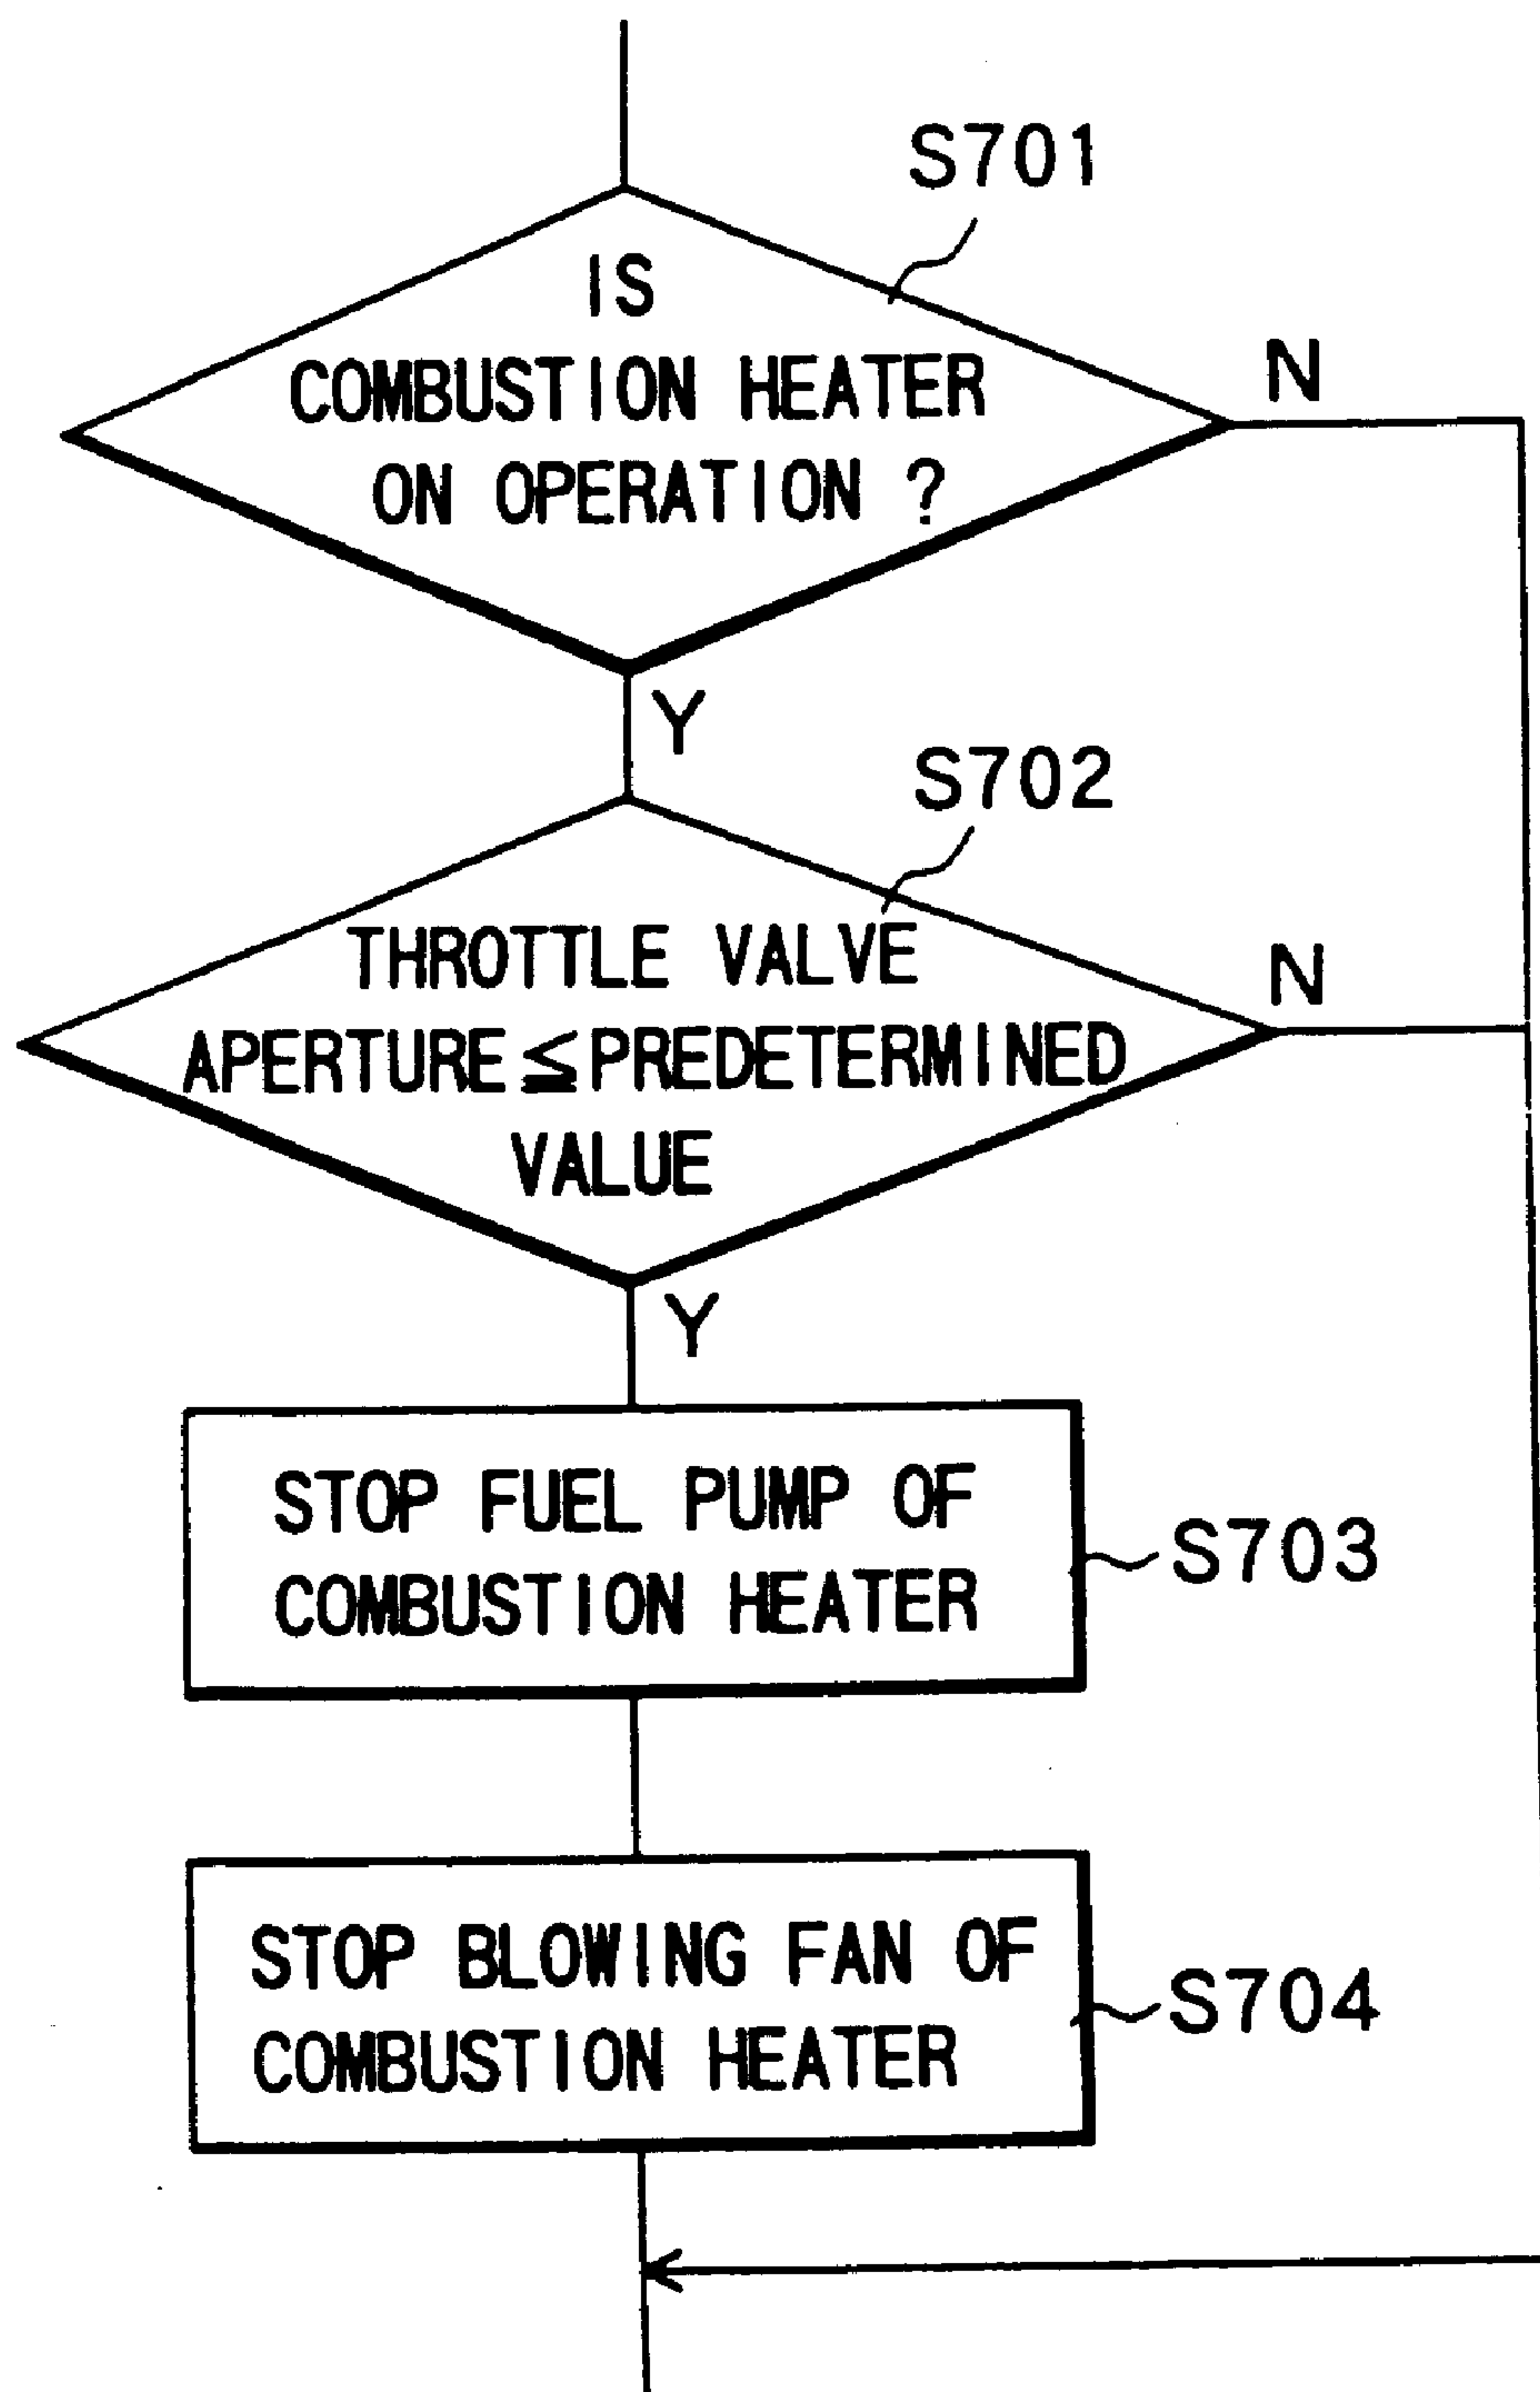 S701
IS
COMBUSTION HEATER
ON OPERATION ?
N
Y
S702
THROTTLE VALVE
APERTURE ≦ PREDETERMINED
VALUE
N
Y
STOP FUEL PUMP OF
COMBUSTION HEATER
S703
STOP BLOWING FAN OF
COMBUSTION HEATER
S704